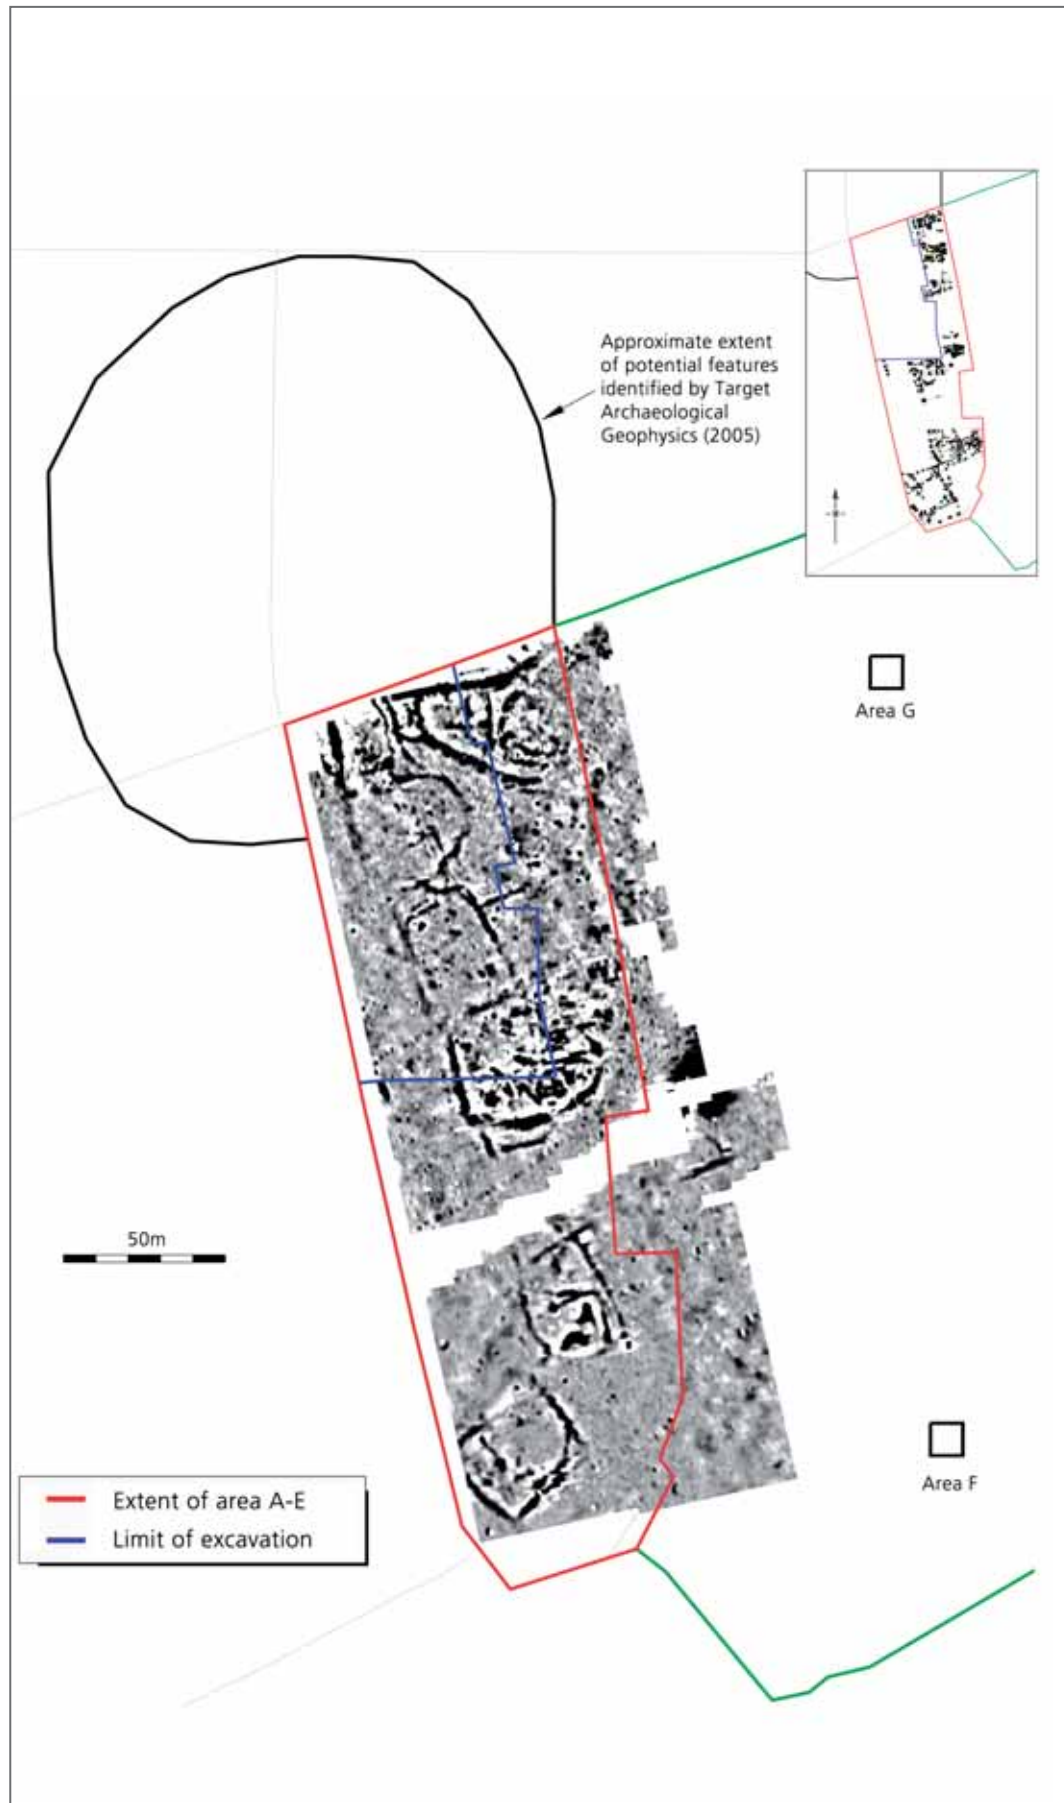 Approximate extent
of potential features
identified by Target
Archaeological
Geophysics (2005)
Area G
50m
Area F
Extent of area A-E
Limit of excavation